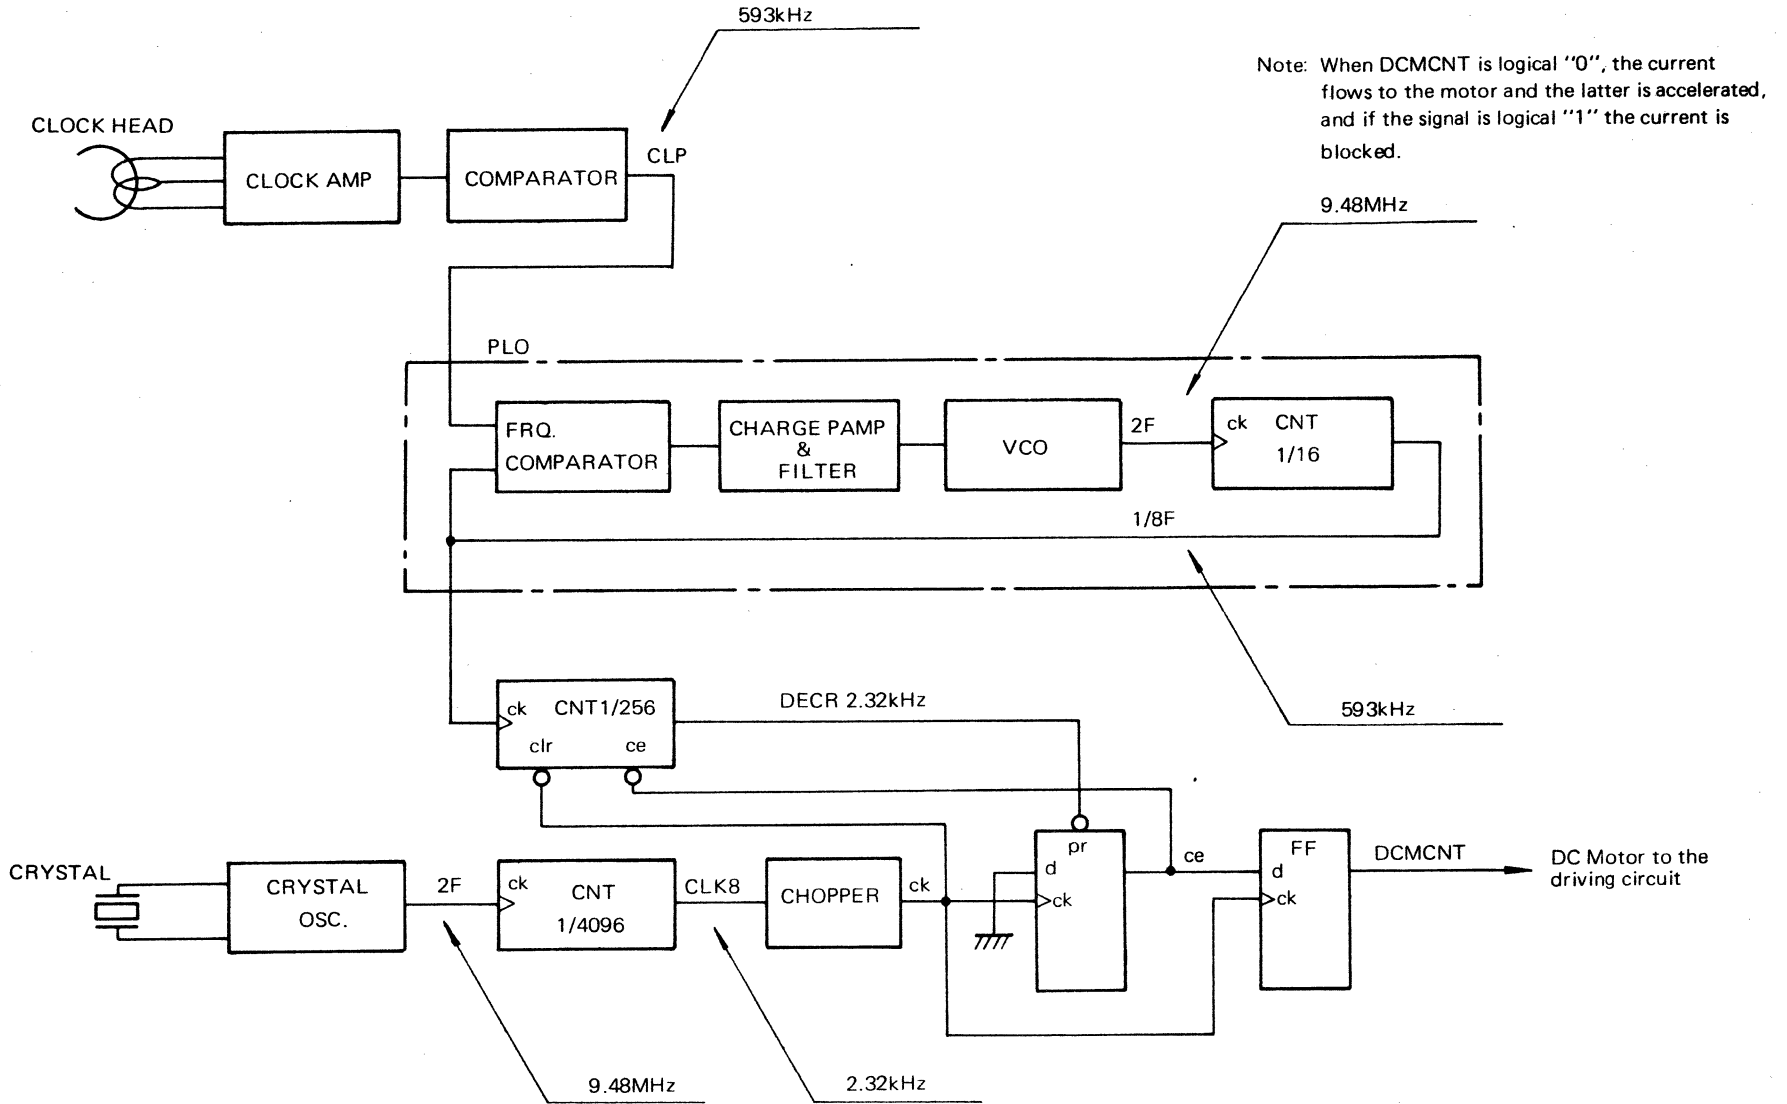 593kHz
Note: When DCMCNT is logical "0", the current
flows to the motor and the latter is accelerated,
and if the signal is logical "1" the current is
blocked.
CLOCK HEAD
CLOCK AMP
COMPARATOR
CLP
9.48MHz
PLO
FRQ.
COMPARATOR
CHARGE PAMP
&
FILTER
VCO
2F
ck
CNT
1/16
1/8F
593kHz
ck
CNT1/256
clr
ce
DECR 2.32kHz
CRYSTAL
CRYSTAL
OSC.
2F
ck
CNT
1/4096
CLK8
CHOPPER
ck
pr
d
ck
ce
FF
d
ck
DCMCNT
DC Motor to the
driving circuit
9.48MHz
2.32kHz